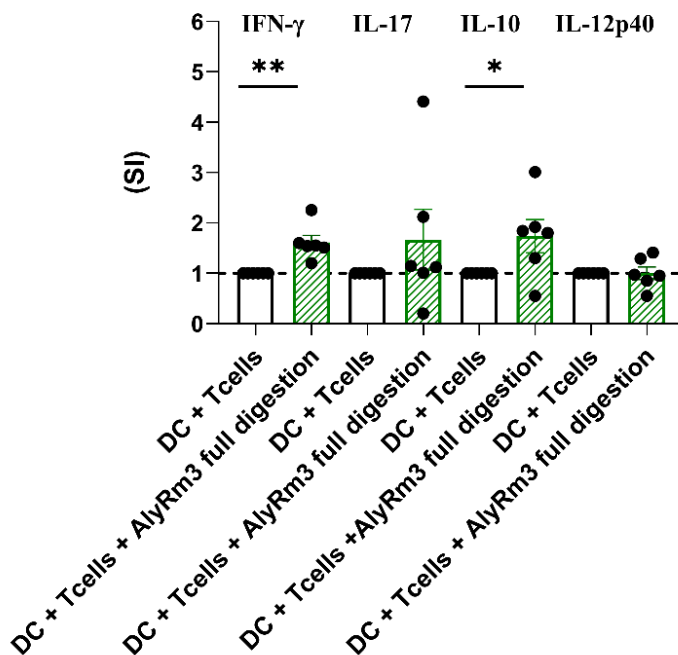 IFN-γ IL-17 IL-10 IL-12p40
** *
(SI)
6
5
4
3
2
1
0
DC + Tcells
DC + Tcells + AlyRm3 full digestion
DC + Tcells
DC + Tcells + AlyRm3 full digestion
DC + Tcells
DC + Tcells +AlyRm3 full digestion
DC + Tcells
DC + Tcells + AlyRm3 full digestion